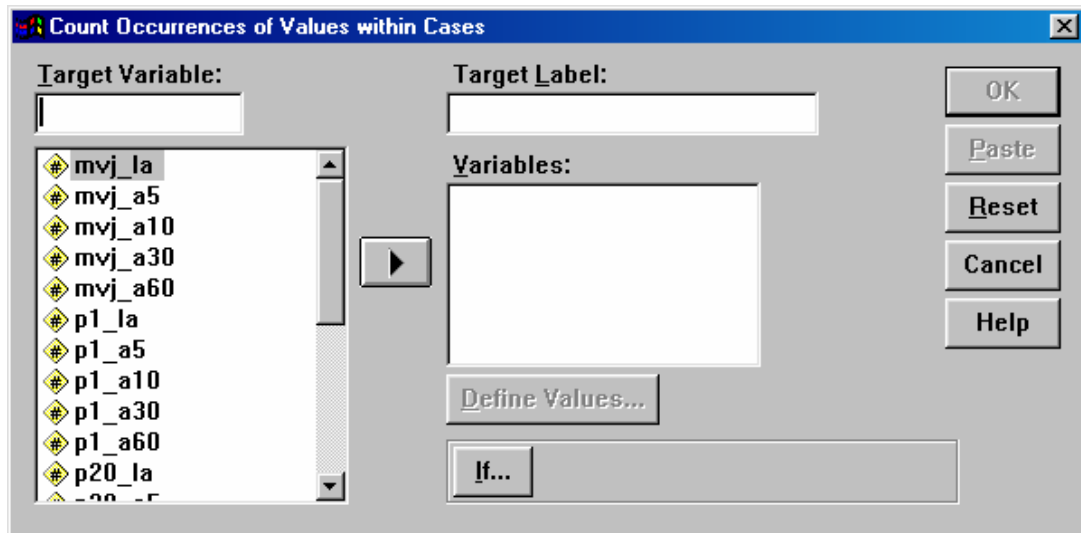 Count Occurrences of Values within Cases
Target Variable:
Target Label:
OK
Paste
Reset
Cancel
Help
mvj_la
mvj_a5
mvj_a10
mvj_a30
mvj_a60
p1_la
p1_a5
p1_a10
p1_a30
p1_a60
p20_la
Variables:
Define Values...
If...